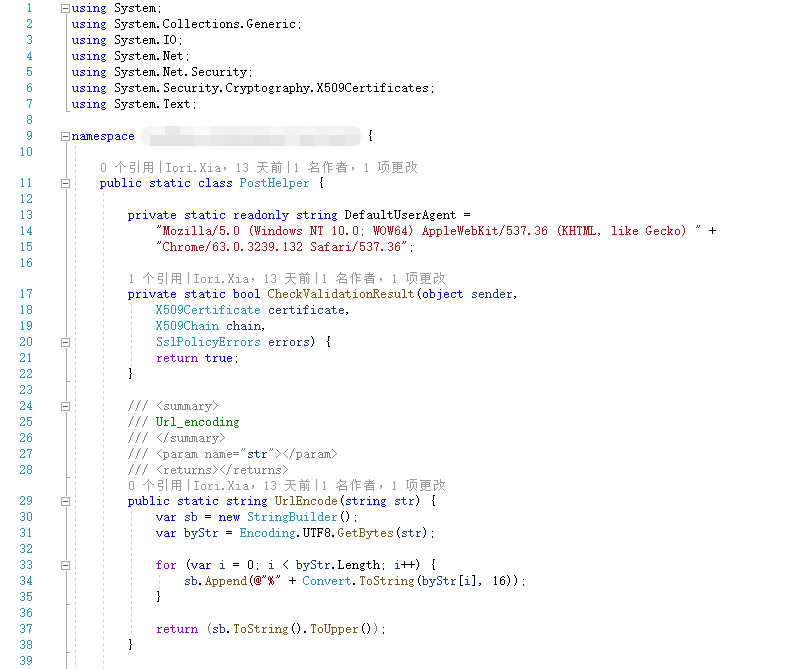 1 using System;
2 using System.Collections.Generic;
3 using System.IO;
4 using System.Net;
5 using System.Net.Security;
6 using System.Security.Cryptography.X509Certificates;
7 using System.Text;
8
9 namespace {
10
0 个引用|Iori.Xia，13 天前|1 名作者，1 项更改
11 public static class PostHelper {
12
13 private static readonly string DefaultUserAgent =
14 "Mozilla/5.0 (Windows NT 10.0; WOW64) AppleWebKit/537.36 (KHTML, like Gecko) " +
15 "Chrome/63.0.3239.132 Safari/537.36";
16
1 个引用|Iori.Xia，13 天前|1 名作者，1 项更改
17 private static bool CheckValidationResult(object sender,
18 X509Certificate certificate,
19 X509Chain chain,
20 SslPolicyErrors errors) {
21 return true;
22 }
23
24 /// <summary>
25 /// Url_encoding
26 /// </summary>
27 /// <param name="str"></param>
28 /// <returns></returns>
0 个引用|Iori.Xia，13 天前|1 名作者，1 项更改
29 public static string UrlEncode(string str) {
30 var sb = new StringBuilder();
31 var byStr = Encoding.UTF8.GetBytes(str);
32
33 for (var i = 0; i < byStr.Length; i++) {
34 sb.Append(@"%" + Convert.ToString(byStr[i], 16));
35 }
36
37 return (sb.ToString().ToUpper());
38 }
39